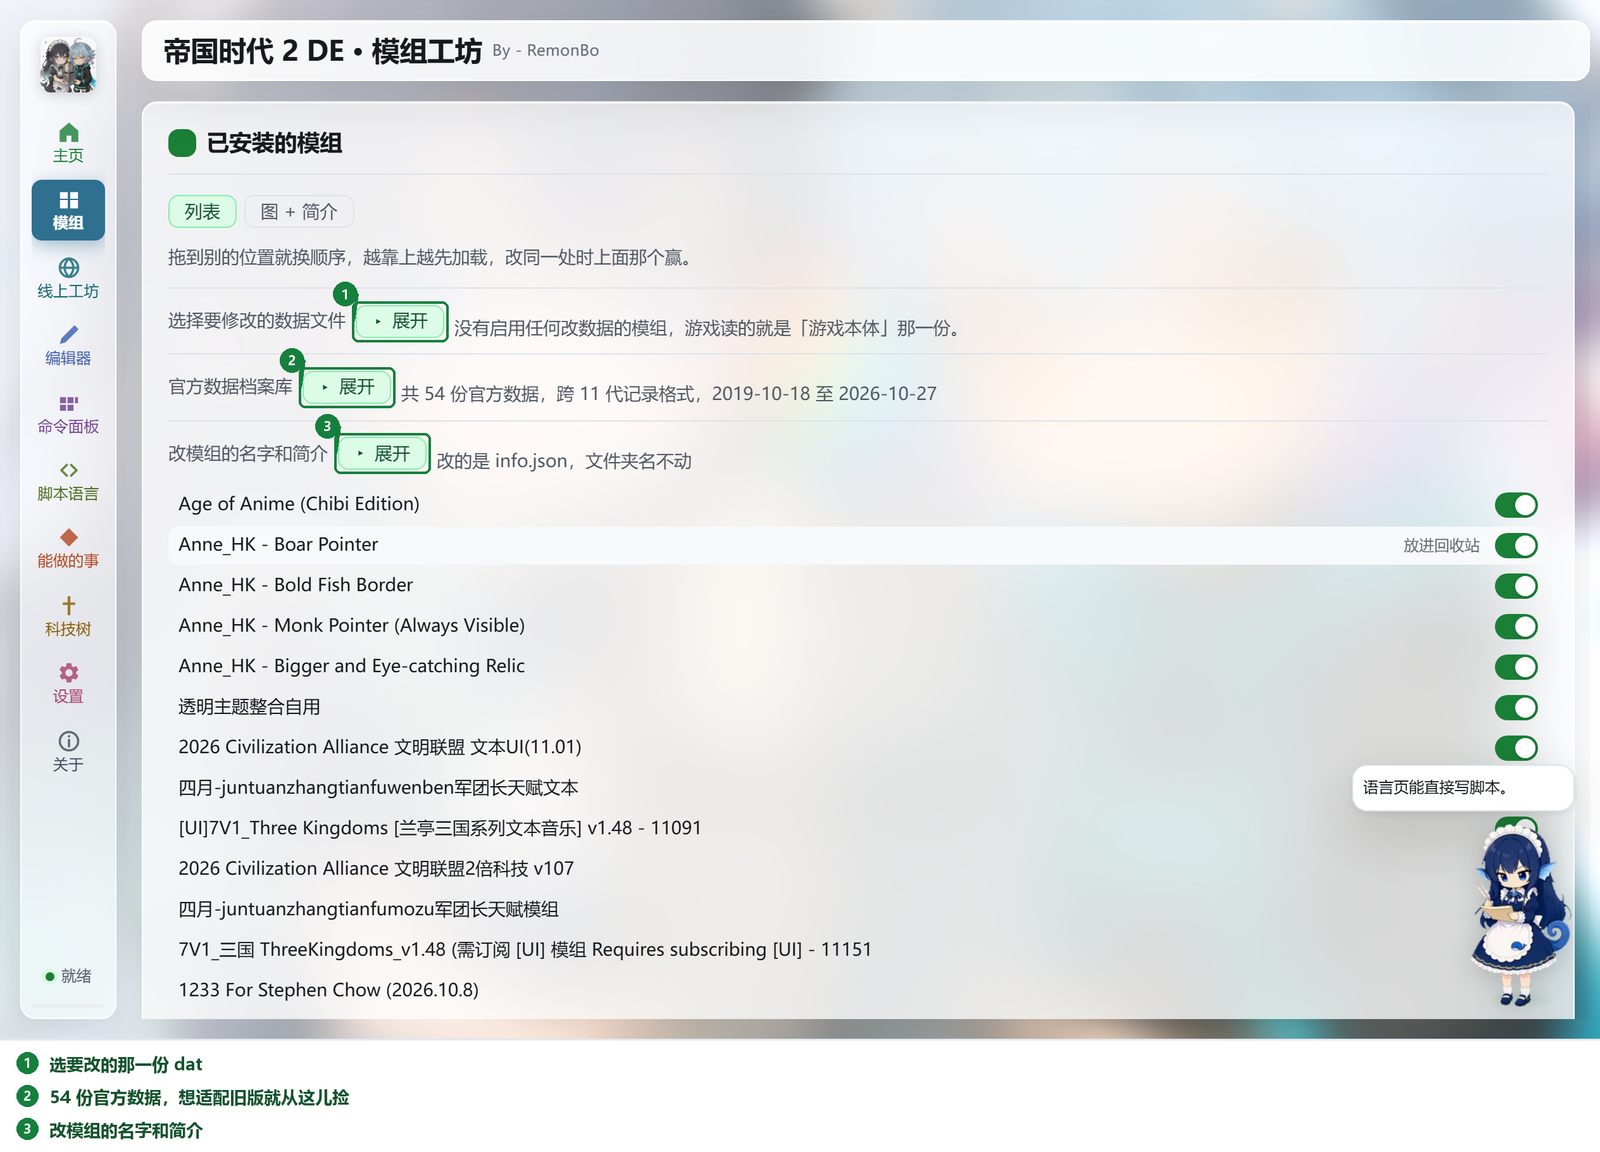 帝国时代 2 DE • 模组工坊 By - RemonBo
主页
模组
线上工坊
编辑器
命令面板
脚本语言
能做的事
科技树
设置
关于
就绪
已安装的模组
列表 图 + 简介
拖到别的位置就换顺序，越靠上越先加载，改同一处时上面那个赢。
1
选择要修改的数据文件 ▸ 展开 没有启用任何改数据的模组，游戏读的就是「游戏本体」那一份。
2
官方数据档案库 ▸ 展开 共 54 份官方数据，跨 11 代记录格式，2019-10-18 至 2026-10-27
3
改模组的名字和简介 ▸ 展开 改的是 info.json，文件夹名不动
Age of Anime (Chibi Edition)
Anne_HK - Boar Pointer 放进回收站
Anne_HK - Bold Fish Border
Anne_HK - Monk Pointer (Always Visible)
Anne_HK - Bigger and Eye-catching Relic
透明主题整合自用
2026 Civilization Alliance 文明联盟 文本UI(11.01)
四月-juntuanzhangtianfuwenben军团长天赋文本
语言页能直接写脚本。
[UI]7V1_Three Kingdoms [兰亭三国系列文本音乐] v1.48 - 11091
2026 Civilization Alliance 文明联盟2倍科技 v107
四月-juntuanzhangtianfumozu军团长天赋模组
7V1_三国 ThreeKingdoms_v1.48 (需订阅 [UI] 模组 Requires subscribing [UI] - 11151
1233 For Stephen Chow (2026.10.8)
1 选要改的那一份 dat
2 54 份官方数据，想适配旧版就从这儿捡
3 改模组的名字和简介